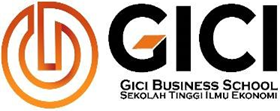 GICI
GICI BUSINESS SCHOOL
SEKOLAH TINGGI ILMU EKONOMI